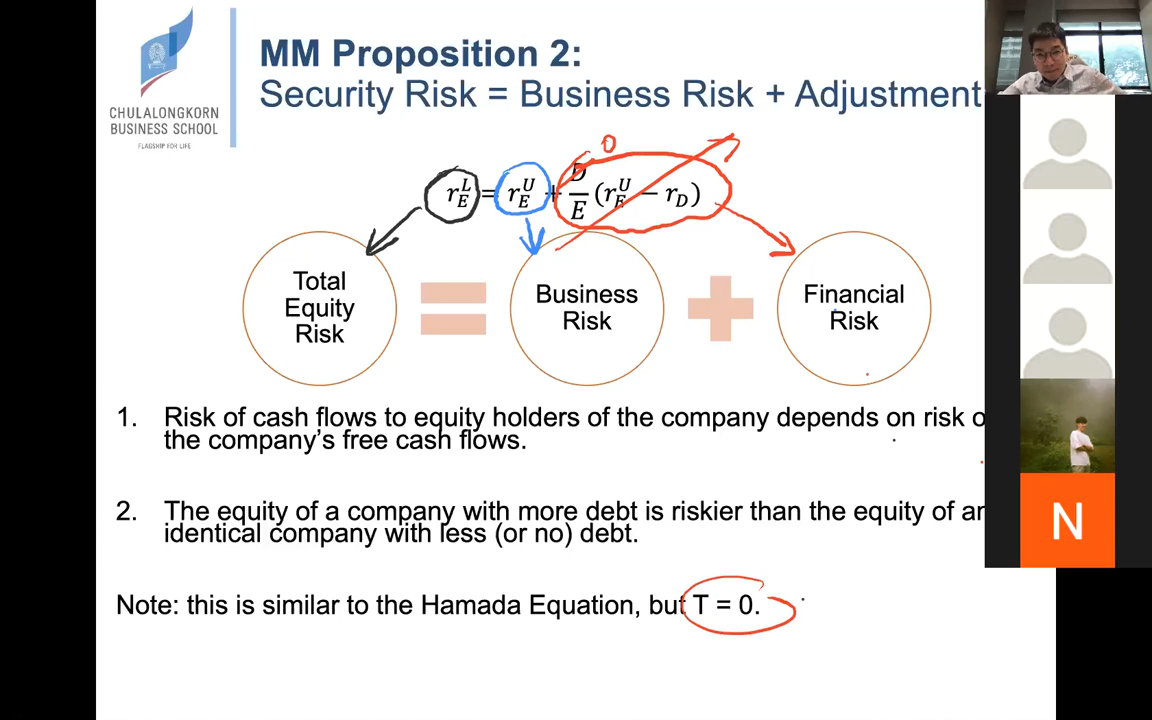 CHULALONGKORN
BUSINESS SCHOOL
FLAGSHIP FOR LIFE
MM Proposition 2:
Security Risk = Business Risk + Adjustment
0
r_E^L = r_E^U + D/E (r_E^U − r_D)
Total
Equity
Risk
=
Business
Risk
+
Financial
Risk
1. Risk of cash flows to equity holders of the company depends on risk o
the company's free cash flows.
2. The equity of a company with more debt is riskier than the equity of an
identical company with less (or no) debt.
Note: this is similar to the Hamada Equation, but T = 0.
N